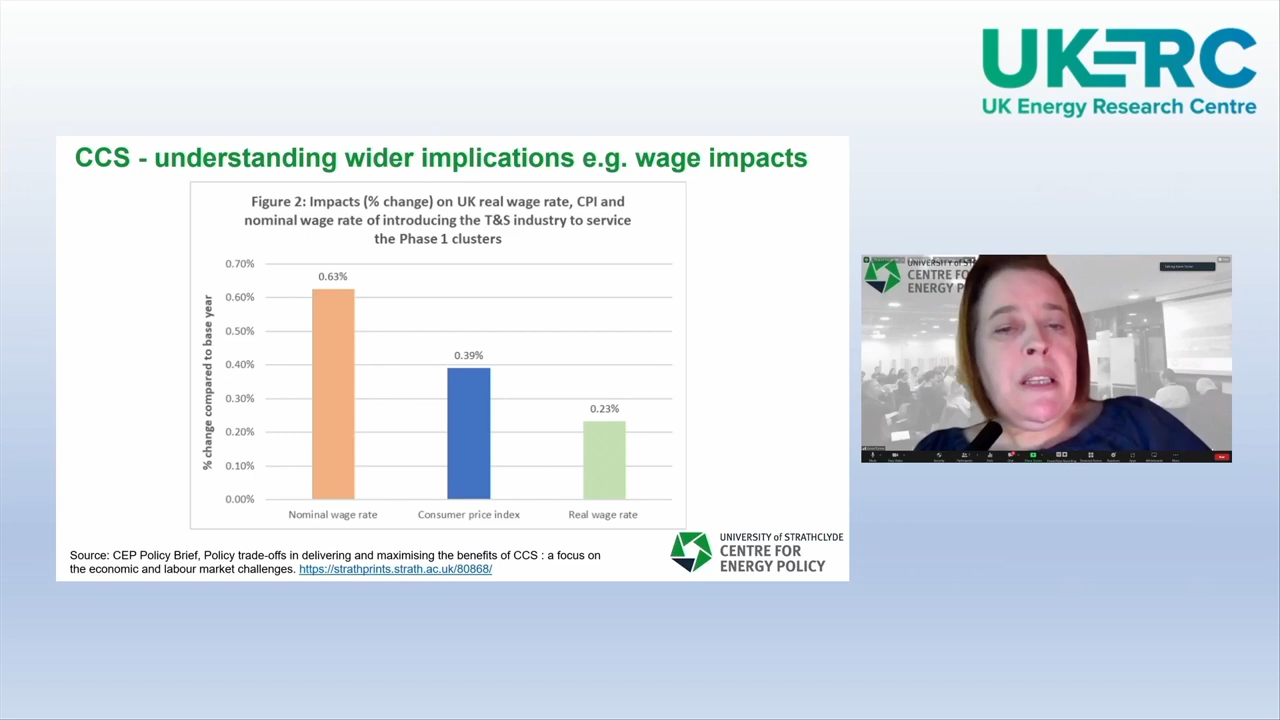 UKERC
UK Energy Research Centre
CCS - understanding wider implications e.g. wage impacts
Figure 2: Impacts (% change) on UK real wage rate, CPI and
nominal wage rate of introducing the T&S industry to service
the Phase 1 clusters
% change compared to base year
0.70%
0.60%
0.50%
0.40%
0.30%
0.20%
0.10%
0.00%
0.63%
0.39%
0.23%
Nominal wage rate
Consumer price index
Real wage rate
Source: CEP Policy Brief, Policy trade-offs in delivering and maximising the benefits of CCS : a focus on
the economic and labour market challenges. https://strathprints.strath.ac.uk/80868/
UNIVERSITY of STRATHCLYDE
CENTRE FOR
ENERGY POLICY
UNIVERSITY of STRA
CENTRE FO
ENERGY P